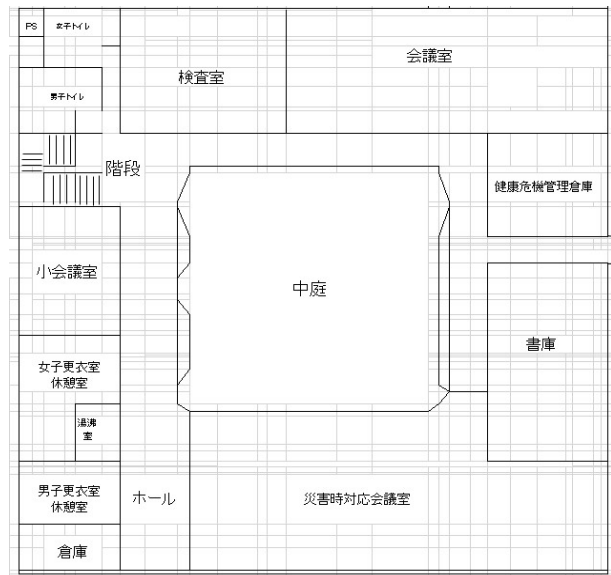 PS
女子トイレ
会議室
検査室
男子トイレ
階段
健康危機管理倉庫
小会議室
中庭
書庫
女子更衣室
休憩室
湯沸
室
男子更衣室
休憩室
ホール
災害時対応会議室
倉庫